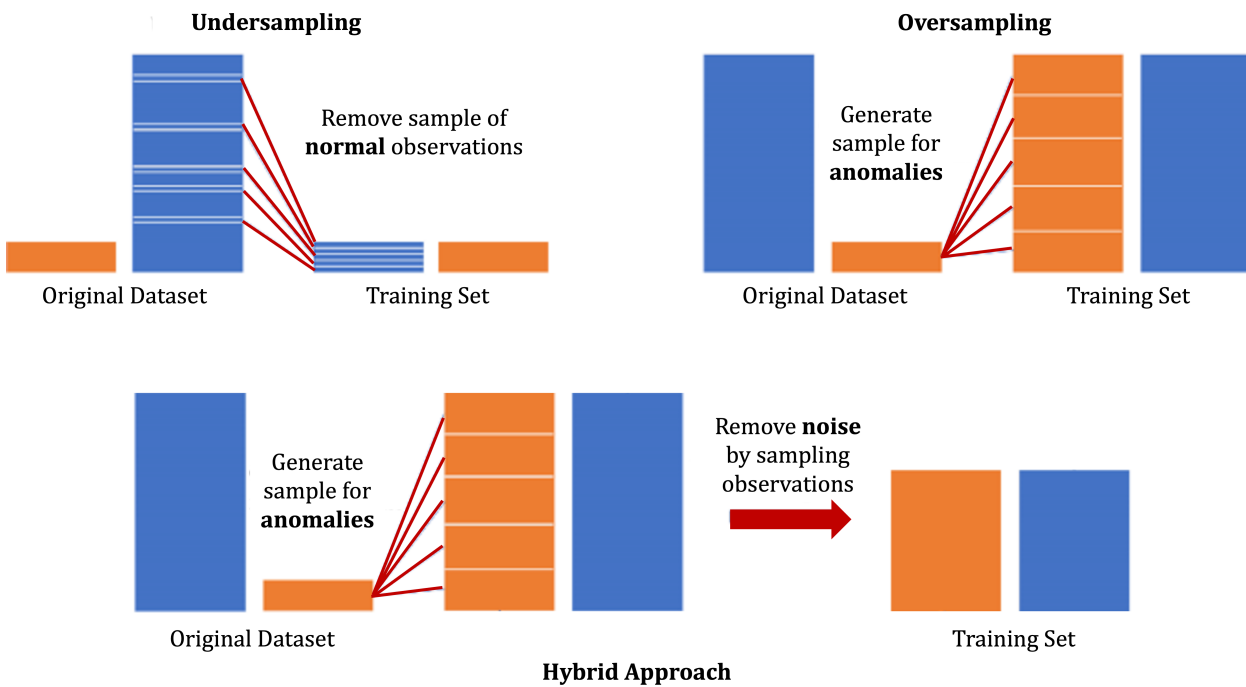 Undersampling
Remove sample of
normal observations
Original Dataset
Training Set
Oversampling
Generate
sample for
anomalies
Original Dataset
Training Set
Generate
sample for
anomalies
Original Dataset
Remove noise
by sampling
observations
Training Set
Hybrid Approach